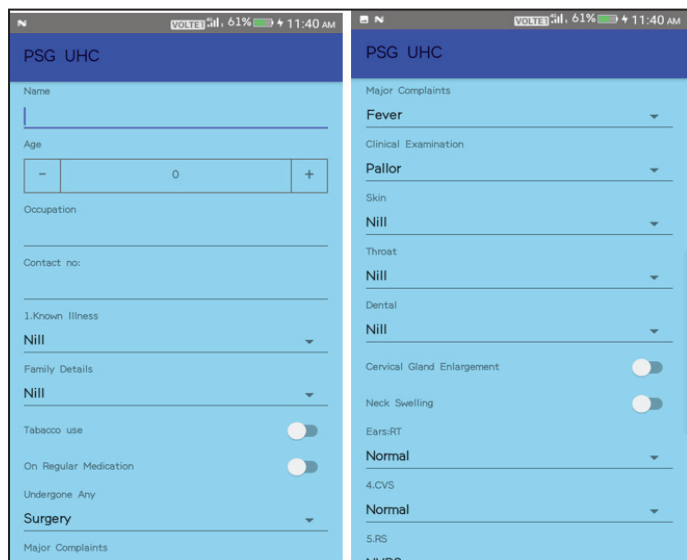 VOLTE1 61% 11:40 AM
PSG UHC
Name
Age
- 0 +
Occupation
Contact no:
1.Known Illness
Nill
Family Details
Nill
Tabacco use
On Regular Medication
Undergone Any
Surgery
Major Complaints
VOLTE1 61% 11:40 AM
PSG UHC
Major Complaints
Fever
Clinical Examination
Pallor
Skin
Nill
Throat
Nill
Dental
Nill
Cervical Gland Enlargement
Neck Swelling
Ears:RT
Normal
4.CVS
Normal
5.RS